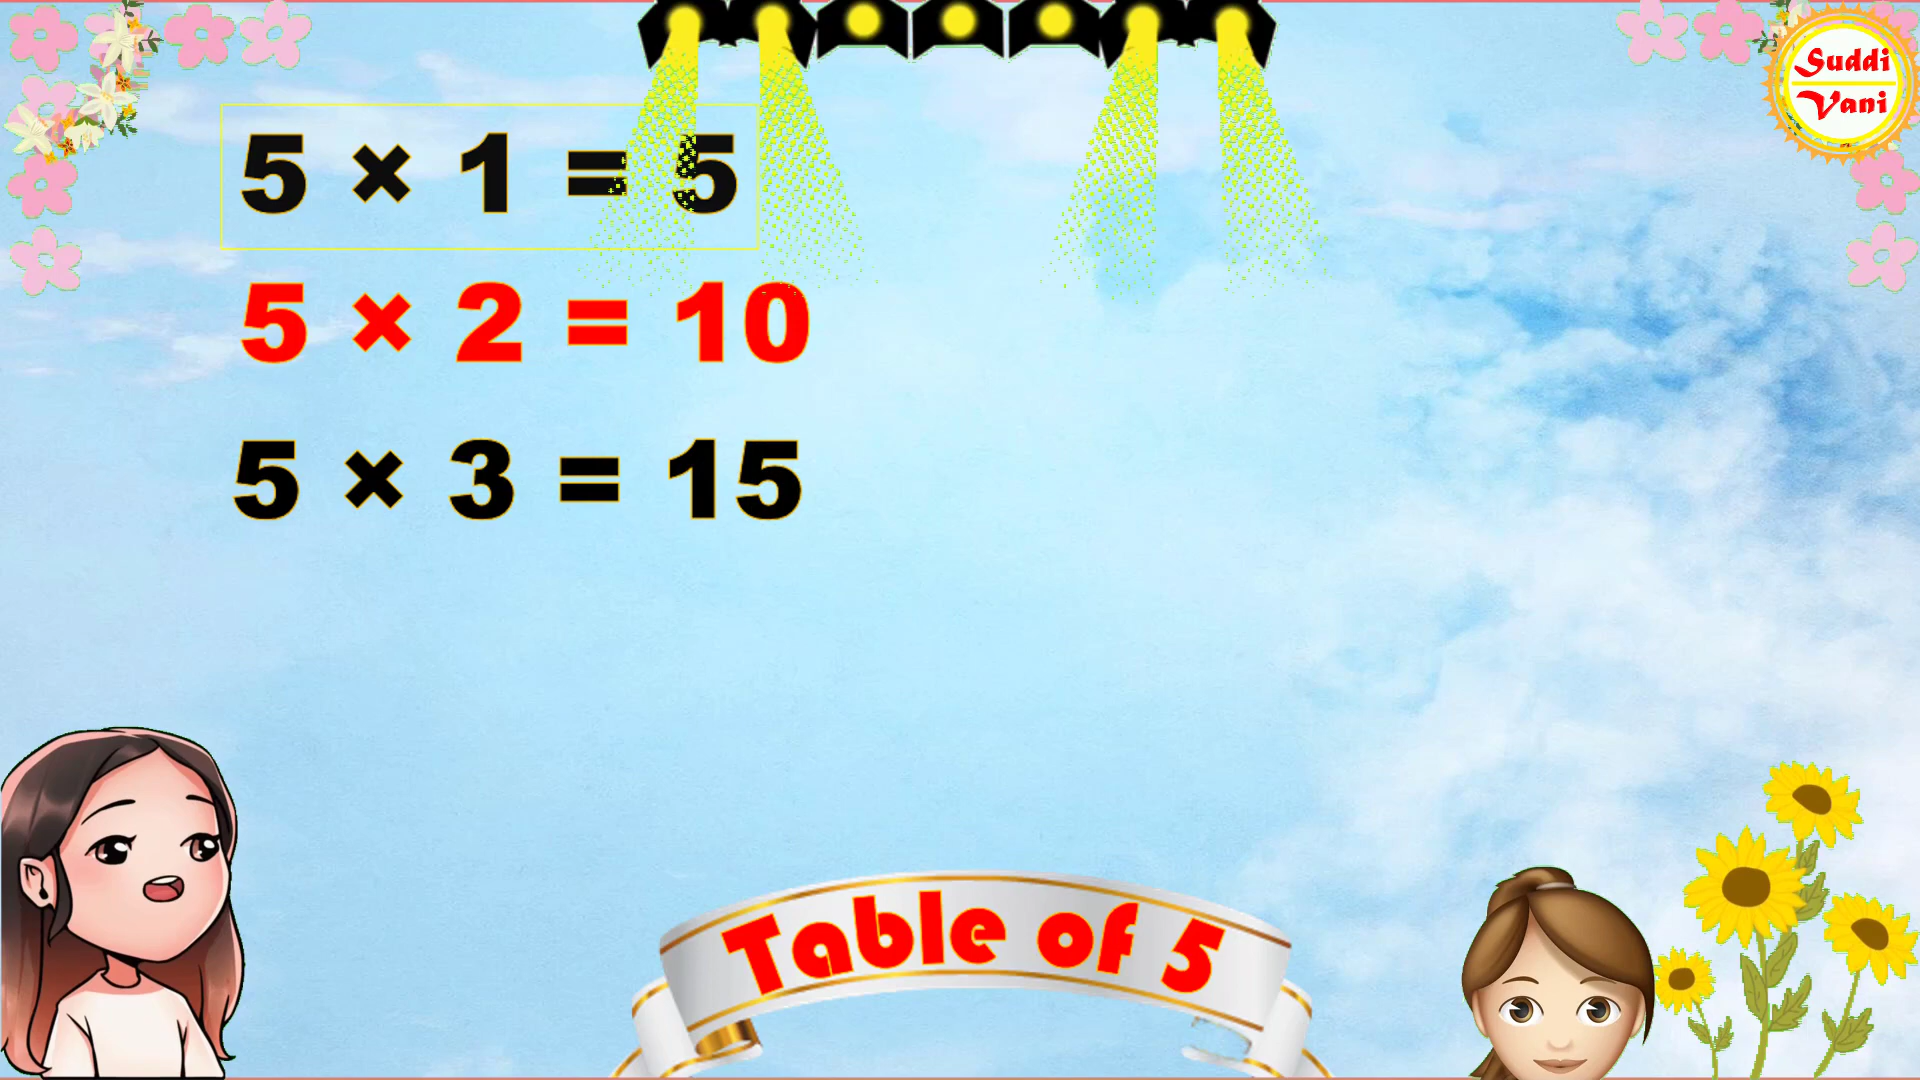 Suddi
Vani
5 × 1 = 5
5 × 2 = 10
5 × 3 = 15
Table of 5